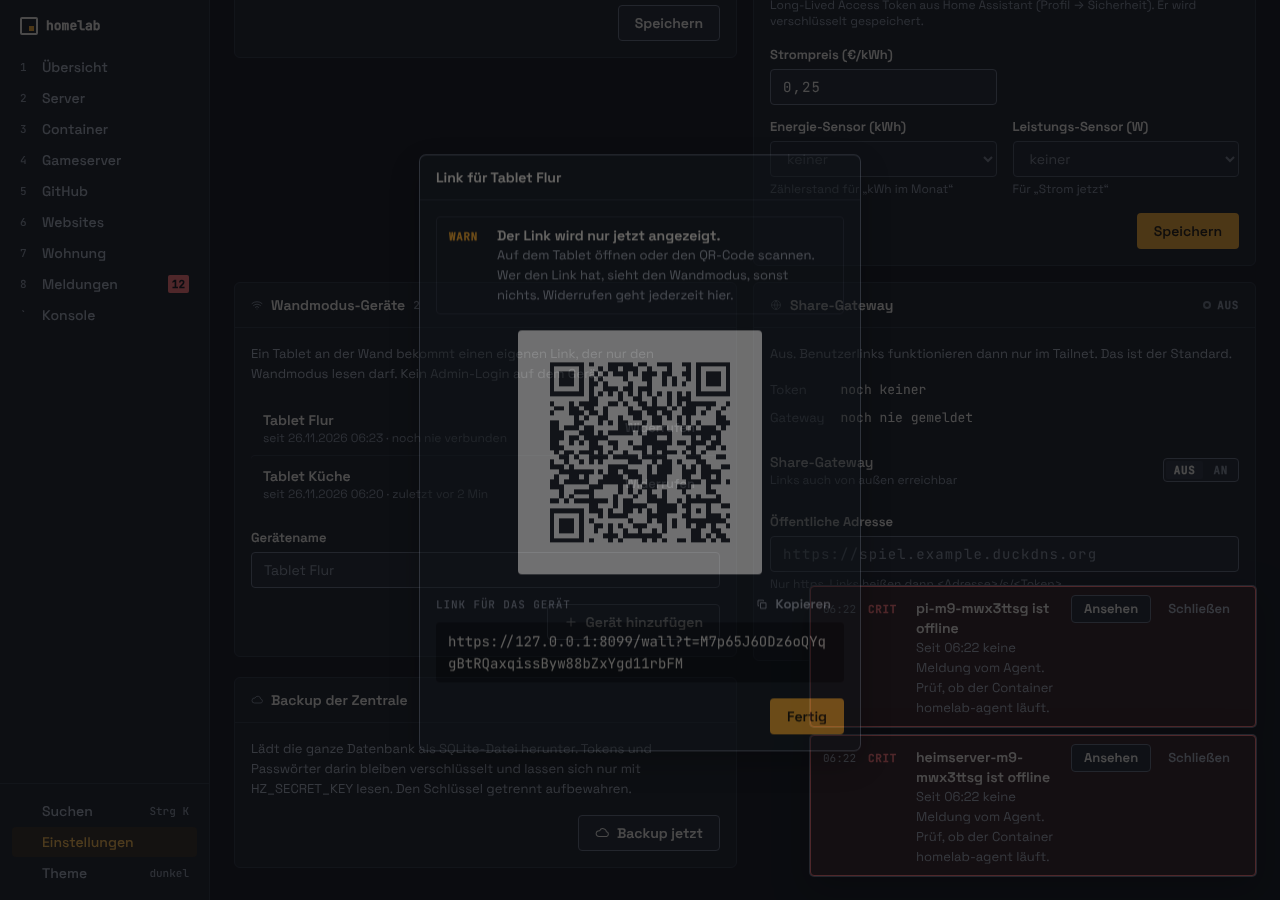 homelab
1 Übersicht
2 Server
3 Container
4 Gameserver
5 GitHub
6 Websites
7 Wohnung
8 Meldungen 12
` Konsole
Suchen Strg K
Einstellungen
Theme dunkel
Speichern
Long-Lived Access Token aus Home Assistant (Profil → Sicherheit). Er wird
verschlüsselt gespeichert.
Strompreis (€/kWh)
0,25
Energie-Sensor (kWh) Leistungs-Sensor (W)
keiner keiner
Zählerstand für „kWh im Monat“ Für „Strom jetzt“
Speichern
Wandmodus-Geräte 2
Ein Tablet an der Wand bekommt einen eigenen Link, der nur den
Wandmodus lesen darf. Kein Admin-Login auf dem
Tablet Flur
seit 26.11.2026 06:23 · noch nie verbunden
Tablet Küche
seit 26.11.2026 06:20 · zuletzt vor 2 Min
Gerätename
Tablet Flur
+ Gerät hinzufügen
Backup der Zentrale
Lädt die ganze Datenbank als SQLite-Datei herunter. Tokens und
Passwörter darin bleiben verschlüsselt und lassen sich nur mit
HZ_SECRET_KEY lesen. Den Schlüssel getrennt aufbewahren.
Backup jetzt
Share-Gateway AUS
Aus. Benutzerlinks funktionieren dann nur im Tailnet. Das ist der Standard.
Token noch keiner
Gateway noch nie gemeldet
Share-Gateway
Links auch von außen erreichbar
AUS AN
Öffentliche Adresse
https://spiel.example.duckdns.org
Nur https. Links heißen dann <Adresse>/s/<Token>.
Link für Tablet Flur
WARN Der Link wird nur jetzt angezeigt.
Auf dem Tablet öffnen oder den QR-Code scannen.
Wer den Link hat, sieht den Wandmodus, sonst
nichts. Widerrufen geht jederzeit hier.
LINK FÜR DAS GERÄT Kopieren
https://127.0.0.1:8099/wall?t=M7p65J6ODz6oQYq
gBtRQaxqissByw88bZxYgd11rbFM
Fertig
06:22 CRIT pi-m9-mwx3ttsg ist
offline
Seit 06:22 keine
Meldung vom Agent.
Prüf, ob der Container
homelab-agent läuft.
Ansehen Schließen
06:22 CRIT heimserver-m9-
mwx3ttsg ist offline
Seit 06:22 keine
Meldung vom Agent.
Prüf, ob der Container
homelab-agent läuft.
Ansehen Schließen